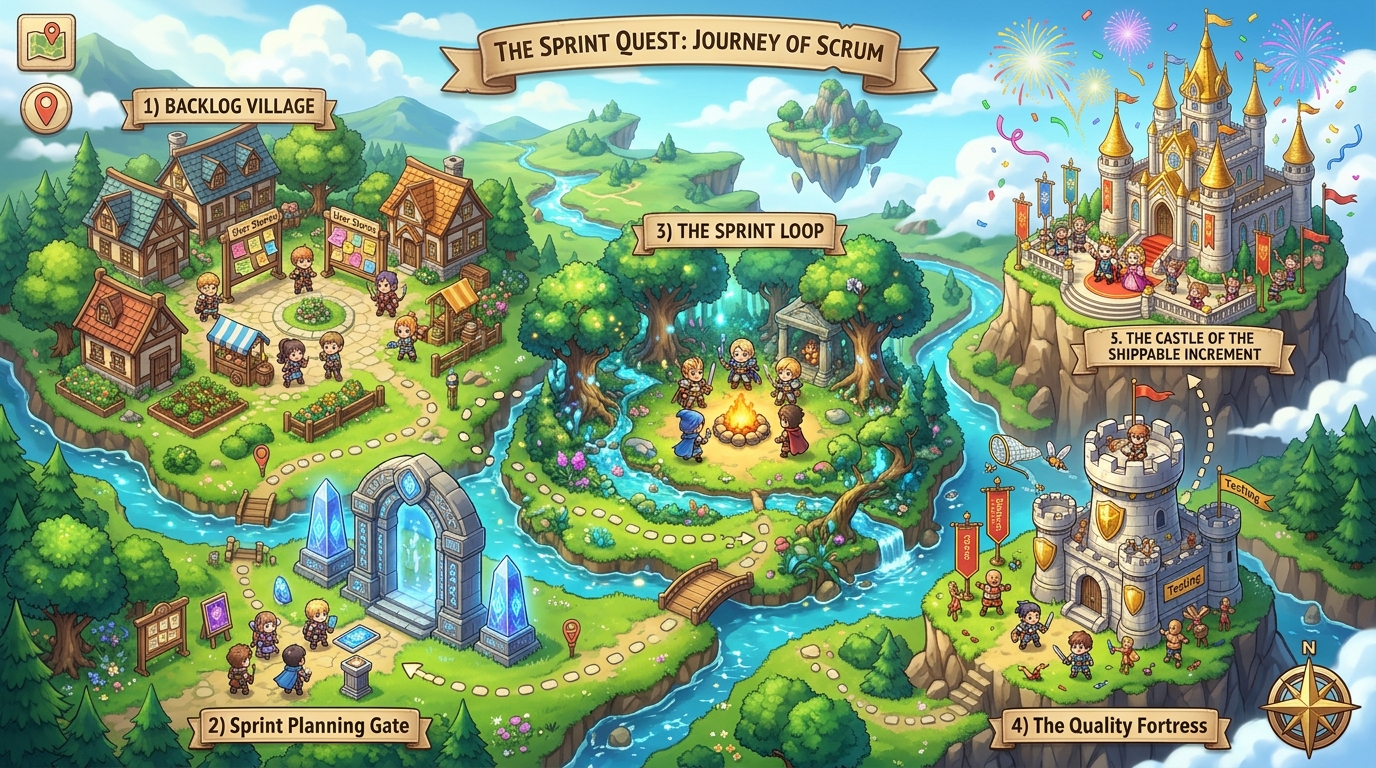 THE SPRINT QUEST: JOURNEY OF SCRUM
1) BACKLOG VILLAGE
User Stories
3) THE SPRINT LOOP
5. THE CASTLE OF THE
SHIPPABLE INCREMENT
Testing
Testing
2) Sprint Planning Gate
4) The Quality Fortress
N